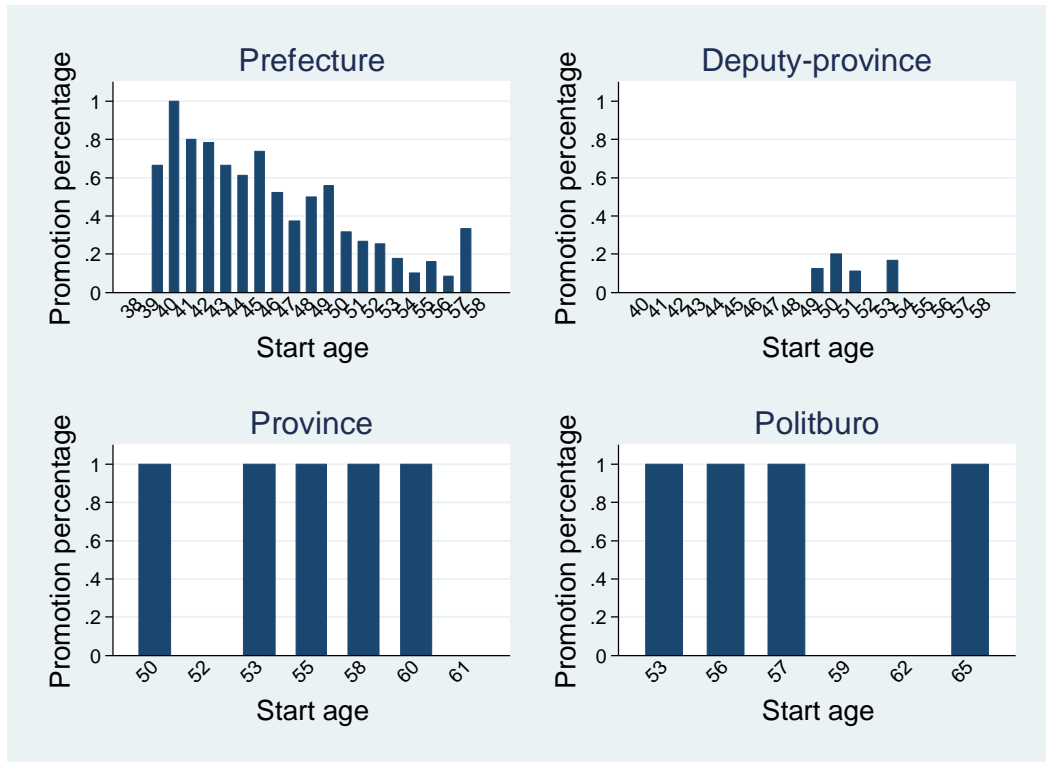 Prefecture
Promotion percentage
1
.8
.6
.4
.2
0
38 39 40 41 42 43 44 45 46 47 48 49 50 51 52 53 54 55 56 57 58
Start age
Deputy-province
Promotion percentage
1
.8
.6
.4
.2
0
40 41 42 43 44 45 46 47 48 49 50 51 52 53 54 55 56 57 58
Start age
Province
Promotion percentage
1
.8
.6
.4
.2
0
50 52 53 55 58 60 61
Start age
Politburo
Promotion percentage
1
.8
.6
.4
.2
0
53 56 57 59 62 65
Start age